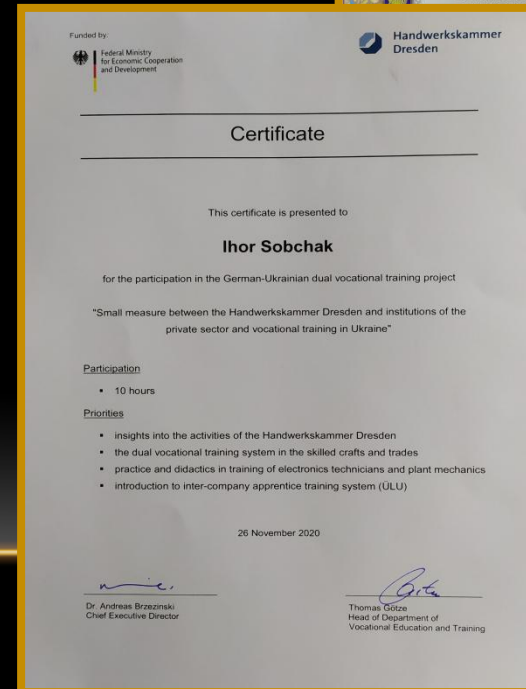 Funded by:
Federal Ministry
for Economic Cooperation
and Development
Handwerkskammer
Dresden
Certificate
This certificate is presented to
Ihor Sobchak
for the participation in the German-Ukrainian dual vocational training project
"Small measure between the Handwerkskammer Dresden and institutions of the
private sector and vocational training in Ukraine"
Participation
▪ 10 hours
Priorities
▪ insights into the activities of the Handwerkskammer Dresden
▪ the dual vocational training system in the skilled crafts and trades
▪ practice and didactics in training of electronics technicians and plant mechanics
▪ introduction to inter-company apprentice training system (ÜLU)
26 November 2020
Dr. Andreas Brzezinski
Chief Executive Director
Thomas Götze
Head of Department of
Vocational Education and Training